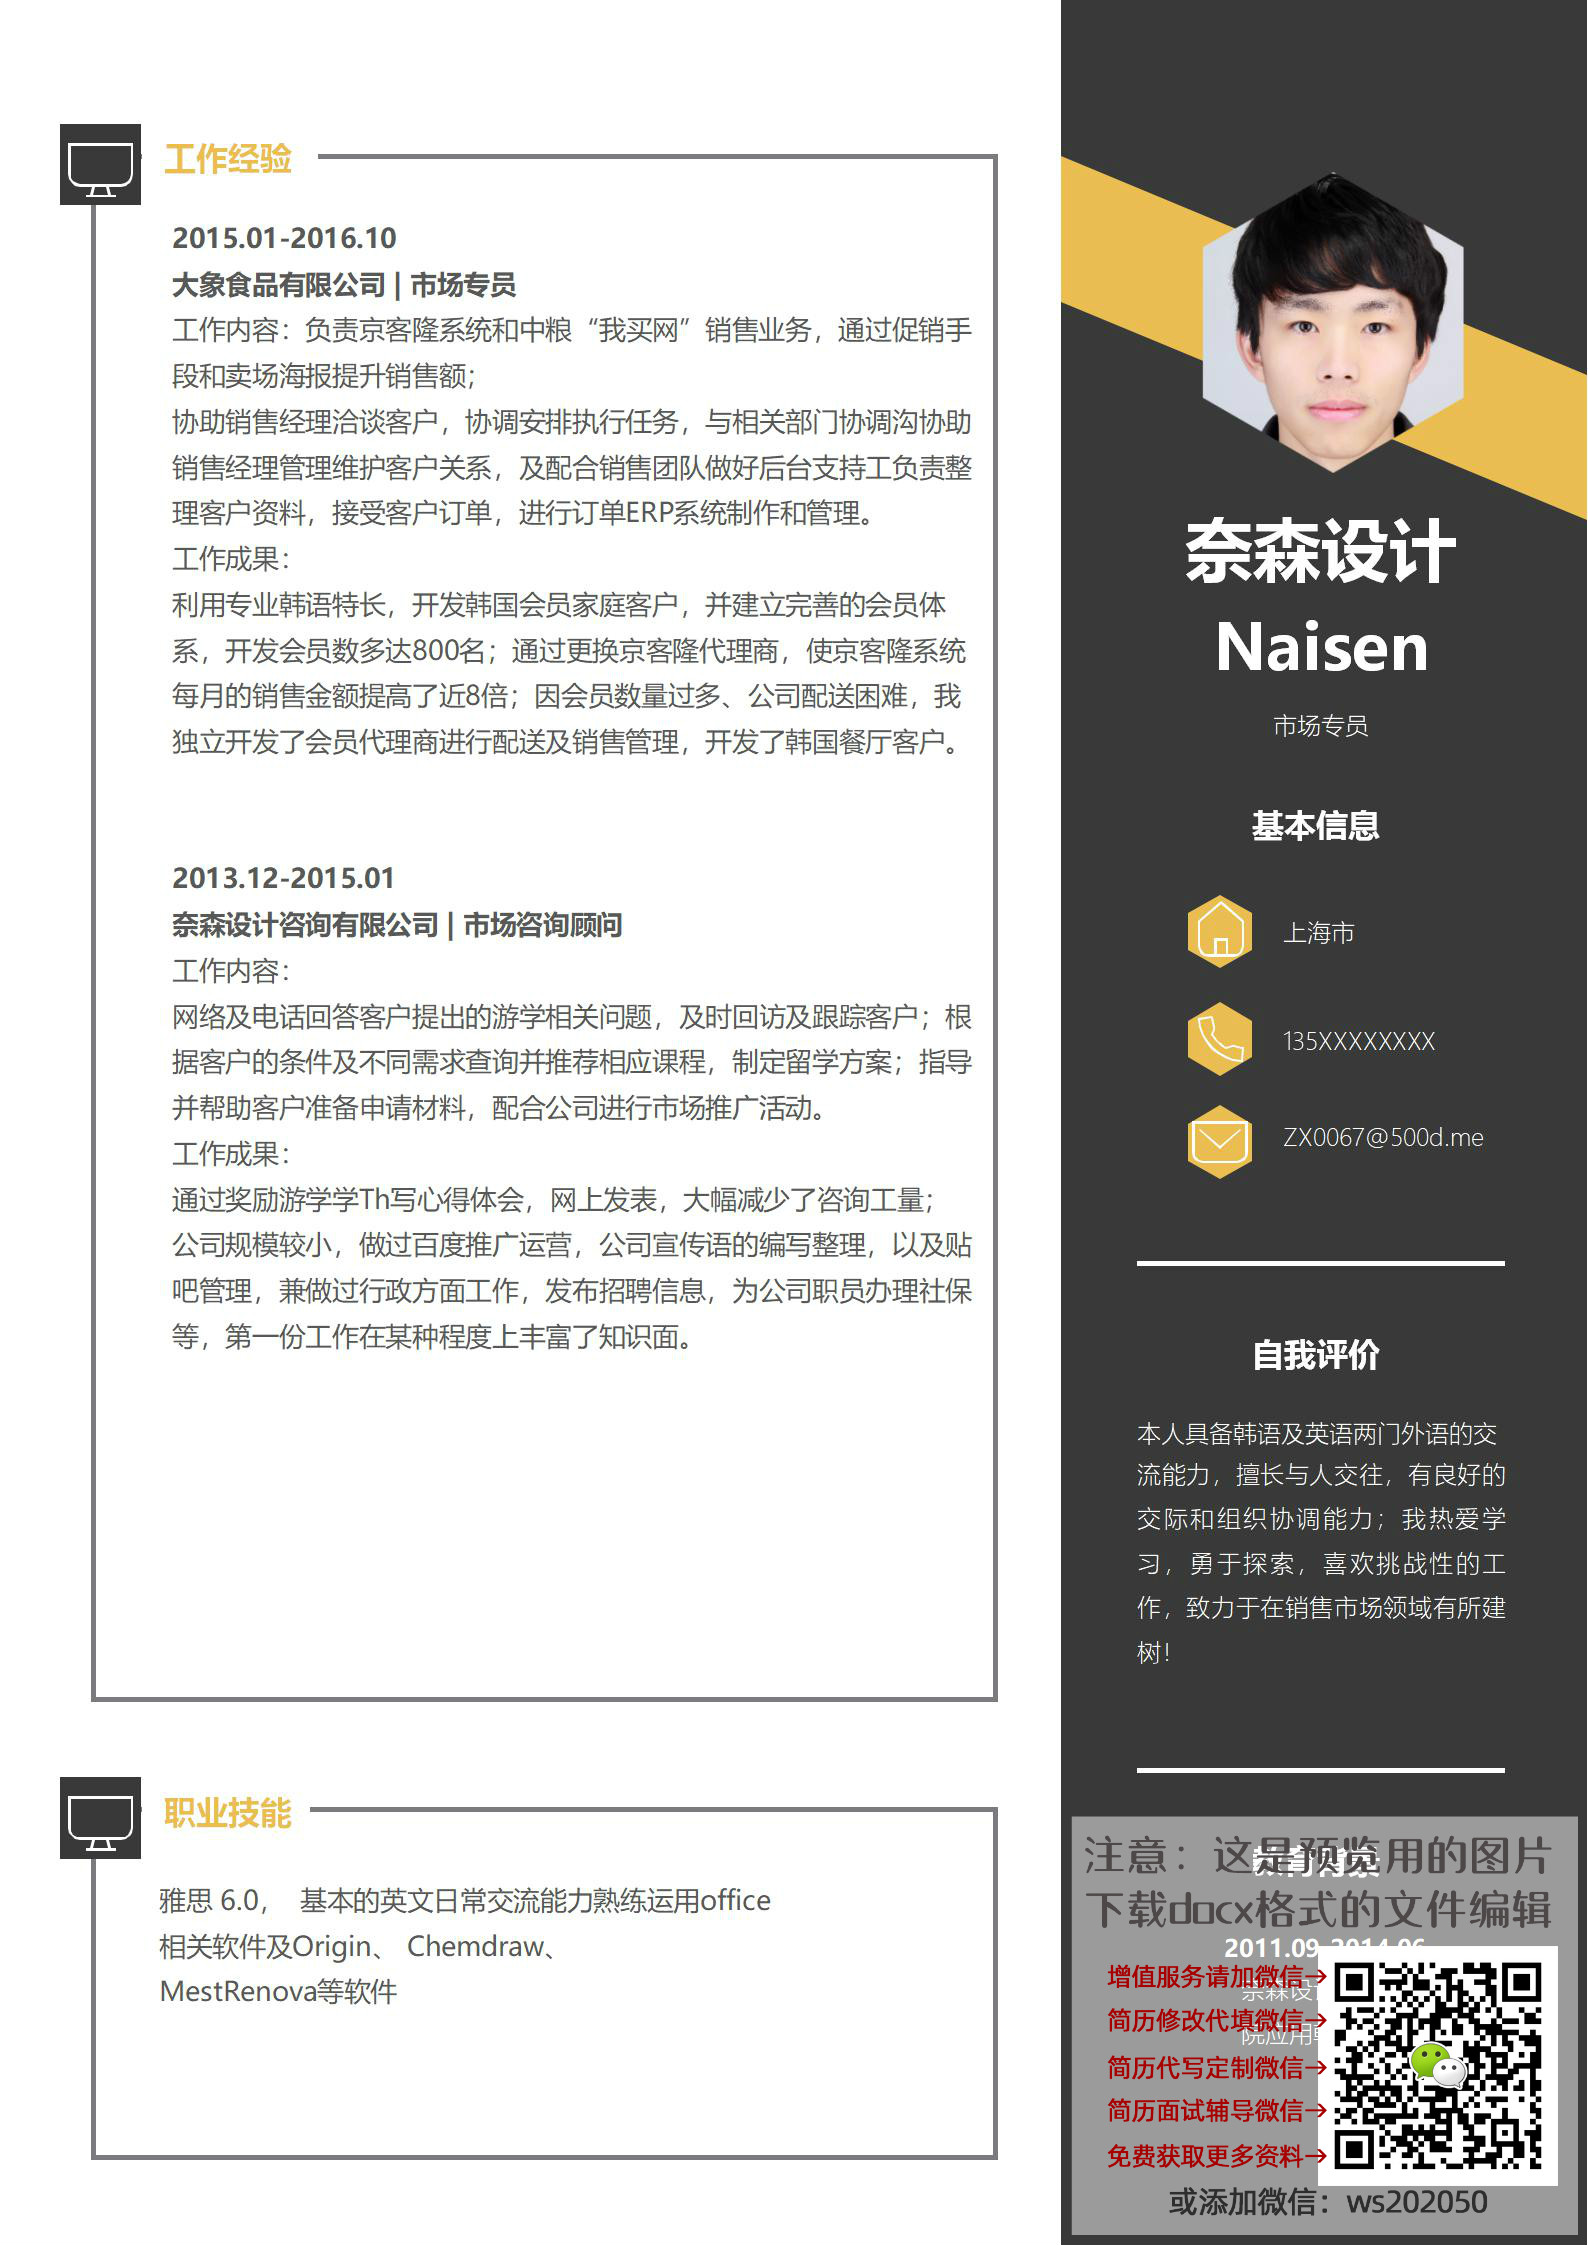 工作经验
2015.01-2016.10
大象食品有限公司 | 市场专员
工作内容：负责京客隆系统和中粮“我买网”销售业务，通过促销手
段和卖场海报提升销售额；
协助销售经理洽谈客户，协调安排执行任务，与相关部门协调沟协助
销售经理管理维护客户关系，及配合销售团队做好后台支持工负责整
理客户资料，接受客户订单，进行订单ERP系统制作和管理。
工作成果：
利用专业韩语特长，开发韩国会员家庭客户，并建立完善的会员体
系，开发会员数多达800名；通过更换京客隆代理商，使京客隆系统
每月的销售金额提高了近8倍；因会员数量过多、公司配送困难，我
独立开发了会员代理商进行配送及销售管理，开发了韩国餐厅客户。
2013.12-2015.01
奈森设计咨询有限公司 | 市场咨询顾问
工作内容：
网络及电话回答客户提出的游学相关问题，及时回访及跟踪客户；根
据客户的条件及不同需求查询并推荐相应课程，制定留学方案；指导
并帮助客户准备申请材料，配合公司进行市场推广活动。
工作成果：
通过奖励游学学Th写心得体会，网上发表，大幅减少了咨询工量；
公司规模较小，做过百度推广运营，公司宣传语的编写整理，以及贴
吧管理，兼做过行政方面工作，发布招聘信息，为公司职员办理社保
等，第一份工作在某种程度上丰富了知识面。
职业技能
雅思 6.0， 基本的英文日常交流能力熟练运用office
相关软件及Origin、 Chemdraw、
MestRenova等软件
奈森设计
Naisen
市场专员
基本信息
上海市
135XXXXXXXX
ZX0067@500d.me
自我评价
本人具备韩语及英语两门外语的交
流能力，擅长与人交往，有良好的
交际和组织协调能力；我热爱学
习，勇于探索，喜欢挑战性的工
作，致力于在销售市场领域有所建
树！
教育背景
注意：这是预览用的图片
下载docx格式的文件编辑
2011.09-2014.06
增值服务请加微信→
奈森设
简历修改代填微信→
院应用
简历代写定制微信→
简历面试辅导微信→
免费获取更多资料→
或添加微信：ws202050